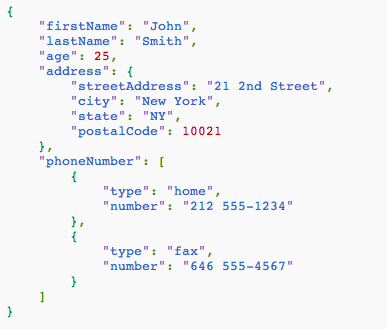 {
    "firstName": "John",
    "lastName": "Smith",
    "age": 25,
    "address": {
        "streetAddress": "21 2nd Street",
        "city": "New York",
        "state": "NY",
        "postalCode": 10021
    },
    "phoneNumber": [
        {
            "type": "home",
            "number": "212 555-1234"
        },
        {
            "type": "fax",
            "number": "646 555-4567"
        }
    ]
}